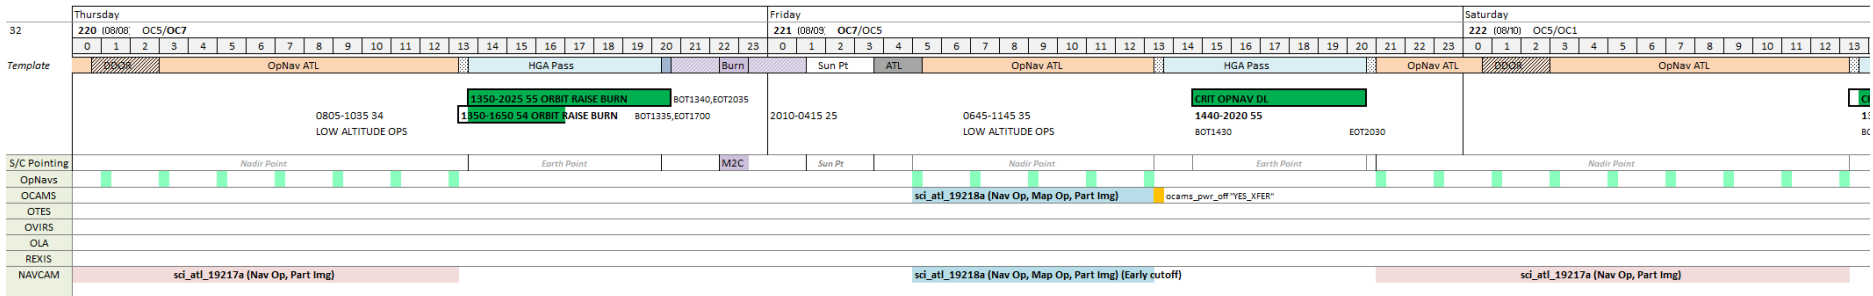 Thursday Friday Saturday
32 220 (08/08) OC5/OC7 221 (08/09) OC7/OC5 222 (08/10) OC5/OC1
0 1 2 3 4 5 6 7 8 9 10 11 12 13 14 15 16 17 18 19 20 21 22 23 0 1 2 3 4 5 6 7 8 9 10 11 12 13 14 15 16 17 18 19 20 21 22 23 0 1 2 3 4 5 6 7 8 9 10 11 12 13
Template DDOR OpNav ATL HGA Pass Burn Sun Pt ATL OpNav ATL HGA Pass OpNav ATL DDOR OpNav ATL
1350-2025 55 ORBIT RAISE BURN BOT1340,EOT2035 CRIT OPNAV DL
0805-1035 34 1350-1650 54 ORBIT RAISE BURN BOT1335,EOT1700 2010-0415 25 0645-1145 35 1440-2020 55
LOW ALTITUDE OPS LOW ALTITUDE OPS BOT1430 EOT2030
S/C Pointing Nadir Point Earth Point M2C Sun Pt Nadir Point Earth Point Nadir Point
OpNavs
OCAMS sci_atl_19218a (Nav Op, Map Op, Part Img) ocams_pwr_off "YES_XFER"
OTES
OVIRS
OLA
REXIS
NAVCAM sci_atl_19217a (Nav Op, Part Img) sci_atl_19218a (Nav Op, Map Op, Part Img) (Early cutoff) sci_atl_19217a (Nav Op, Part Img)